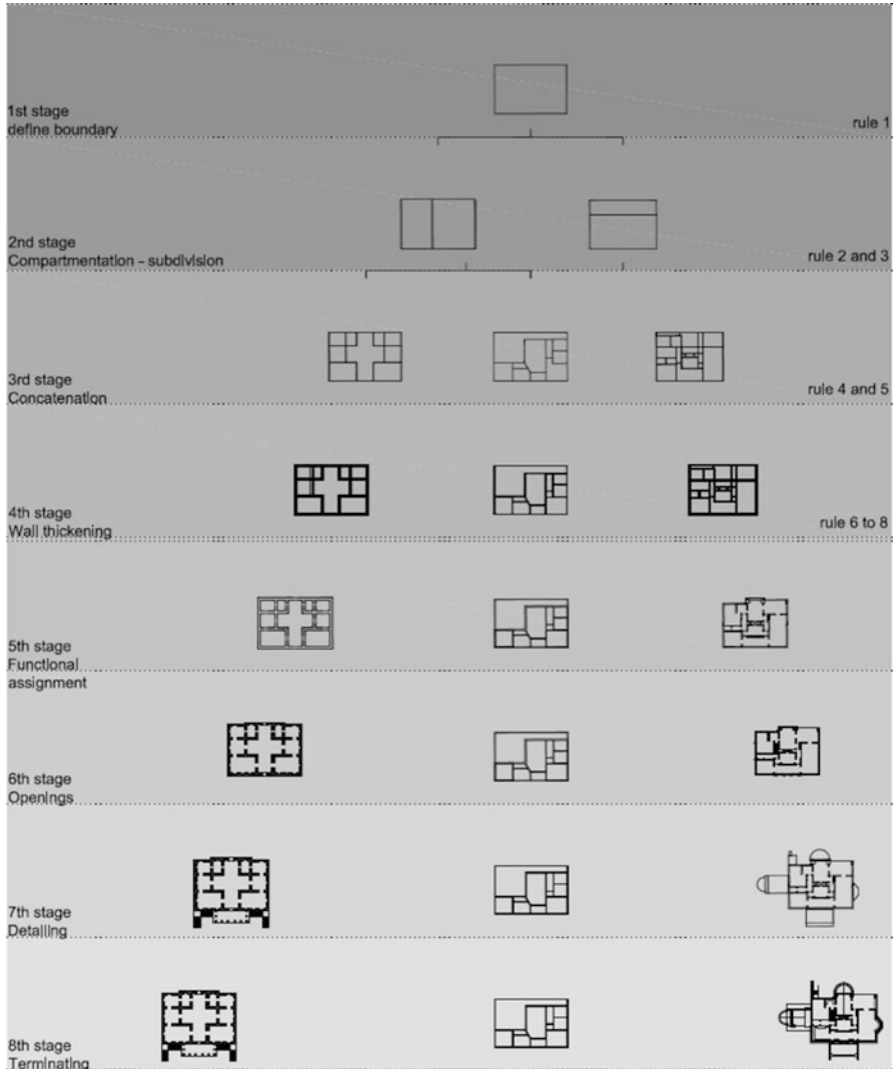 1st stage
define boundary
rule 1
2nd stage
Compartmentation - subdivision
rule 2 and 3
3rd stage
Concatenation
rule 4 and 5
4th stage
Wall thickening
rule 6 to 8
5th stage
Functional
assignment
6th stage
Openings
7th stage
Detailing
8th stage
Terminating